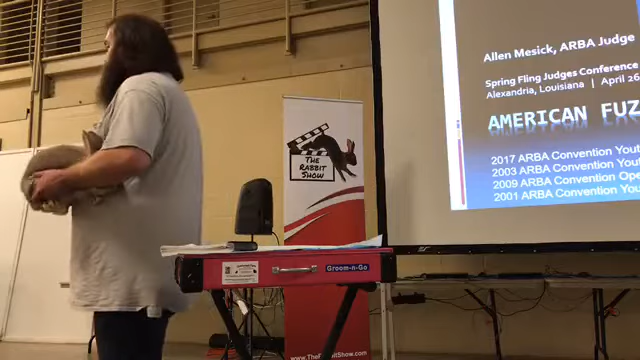 Allen Mesick, ARBA Judge
Spring Fling Judges Conference
Alexandria, Louisiana | April 26
AMERICAN FUZ
2017 ARBA Convention Yout
2003 ARBA Convention Yout
2009 ARBA Convention Ope
2001 ARBA Convention You
The
Rabbit
Show
Groom-n-Go
www.TheRabbitShow.com